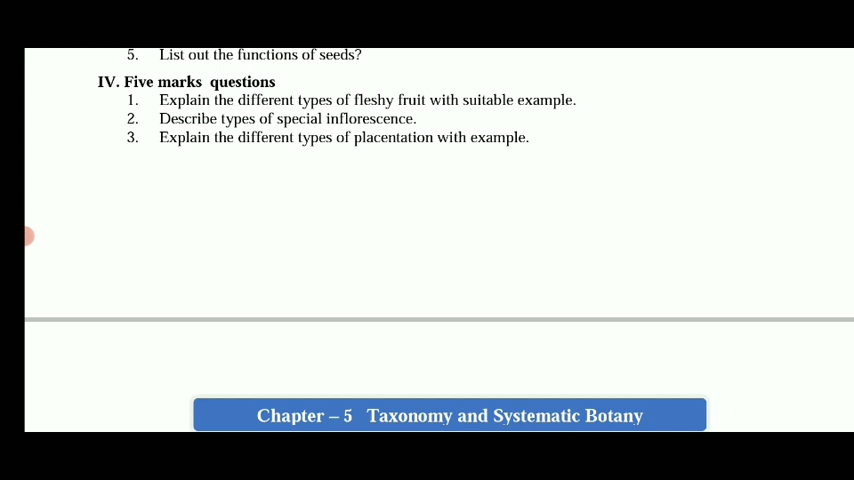 5. List out the functions of seeds?
IV. Five marks questions
1. Explain the different types of fleshy fruit with suitable example.
2. Describe types of special inflorescence.
3. Explain the different types of placentation with example.
Chapter – 5 Taxonomy and Systematic Botany